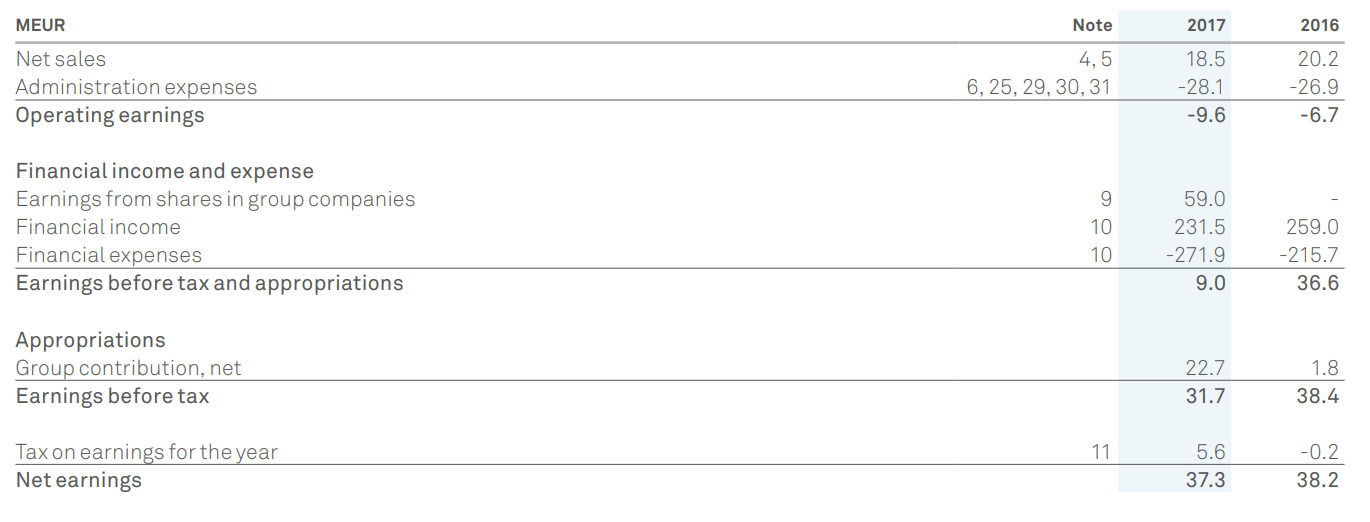 MEUR Note 2017 2016
Net sales 4, 5 18.5 20.2
Administration expenses 6, 25, 29, 30, 31 -28.1 -26.9
Operating earnings -9.6 -6.7
Financial income and expense
Earnings from shares in group companies 9 59.0 -
Financial income 10 231.5 259.0
Financial expenses 10 -271.9 -215.7
Earnings before tax and appropriations 9.0 36.6
Appropriations
Group contribution, net 22.7 1.8
Earnings before tax 31.7 38.4
Tax on earnings for the year 11 5.6 -0.2
Net earnings 37.3 38.2